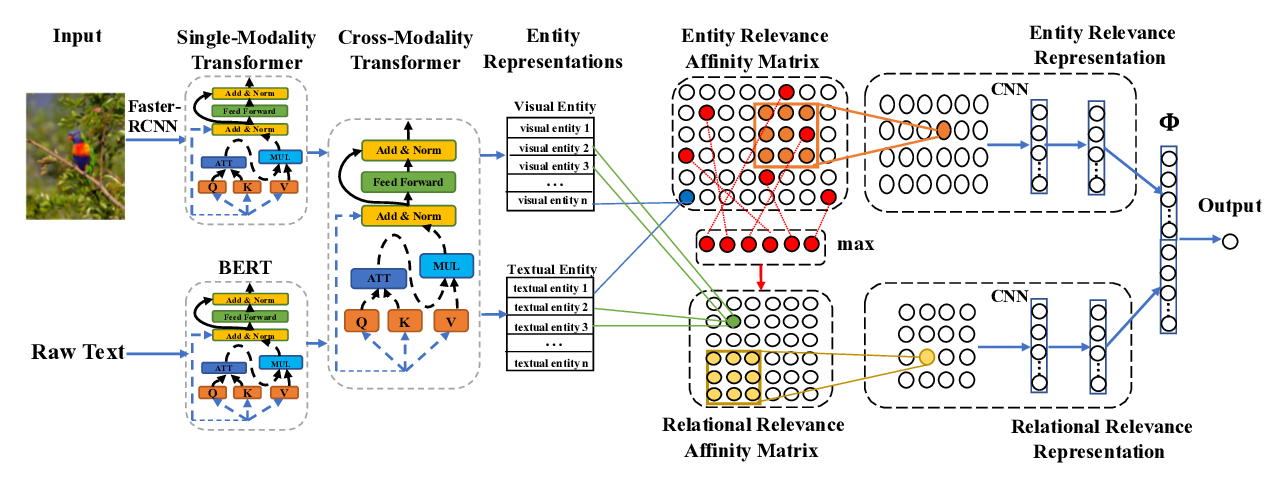 Input
Faster-
RCNN
Raw Text
Single-Modality
Transformer
Add & Norm
Feed Forward
Add & Norm
ATT
MUL
Q K V
BERT
Add & Norm
Feed Forward
Add & Norm
ATT
MUL
Q K V
Cross-Modality
Transformer
Add & Norm
Feed Forward
Add & Norm
ATT
MUL
Q K V
Entity
Representations
Visual Entity
visual entity 1
visual entity 2
visual entity 3
...
visual entity n
Textual Entity
textual entity 1
textual entity 2
textual entity 3
...
textual entity n
Entity Relevance
Affinity Matrix
max
Relational Relevance
Affinity Matrix
Entity Relevance
Representation
CNN
CNN
Relational Relevance
Representation
Φ
Output